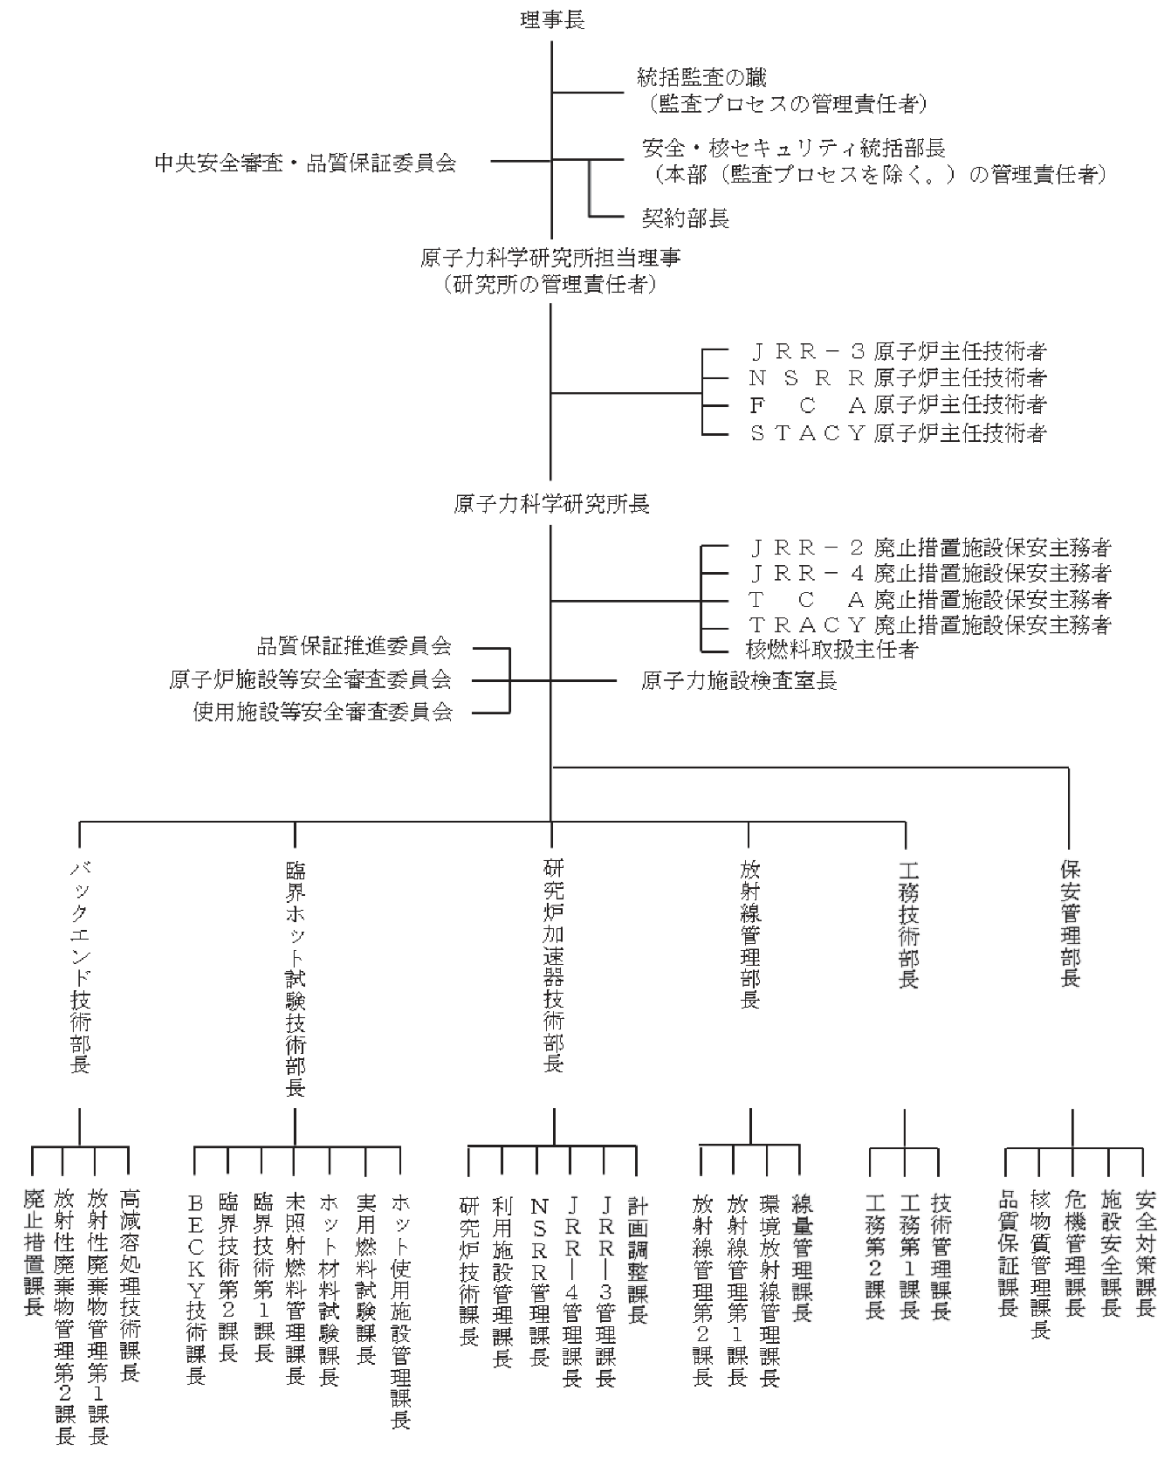 理事長
統括監査の職
（監査プロセスの管理責任者）
中央安全審査・品質保証委員会
安全・核セキュリティ統括部長
（本部（監査プロセスを除く。）の管理責任者）
契約部長
原子力科学研究所担当理事
（研究所の管理責任者）
ＪＲＲ－３原子炉主任技術者
ＮＳＲＲ原子炉主任技術者
ＦＣＡ原子炉主任技術者
ＳＴＡＣＹ原子炉主任技術者
原子力科学研究所長
ＪＲＲ－２廃止措置施設保安主務者
ＪＲＲ－４廃止措置施設保安主務者
ＴＣＡ廃止措置施設保安主務者
ＴＲＡＣＹ廃止措置施設保安主務者
核燃料取扱主任者
品質保証推進委員会
原子炉施設等安全審査委員会
使用施設等安全審査委員会
原子力施設検査室長
バックエンド技術部長
臨界ホット試験技術部長
研究炉加速器技術部長
放射線管理部長
工務技術部長
保安管理部長
廃止措置課長
放射性廃棄物管理第２課長
放射性廃棄物管理第１課長
高減容処理技術課長
ＢＥＣＫＹ技術課長
臨界技術第２課長
臨界技術第１課長
未照射燃料管理課長
ホット材料試験課長
実用燃料試験課長
ホット使用施設管理課長
研究炉技術課長
利用施設管理課長
ＮＳＲＲ管理課長
ＪＲＲ－４管理課長
ＪＲＲ－３管理課長
計画調整課長
放射線管理第２課長
放射線管理第１課長
環境放射線管理課長
線量管理課長
工務第２課長
工務第１課長
技術管理課長
品質保証課長
核物質管理課長
危機管理課長
施設安全課長
安全対策課長